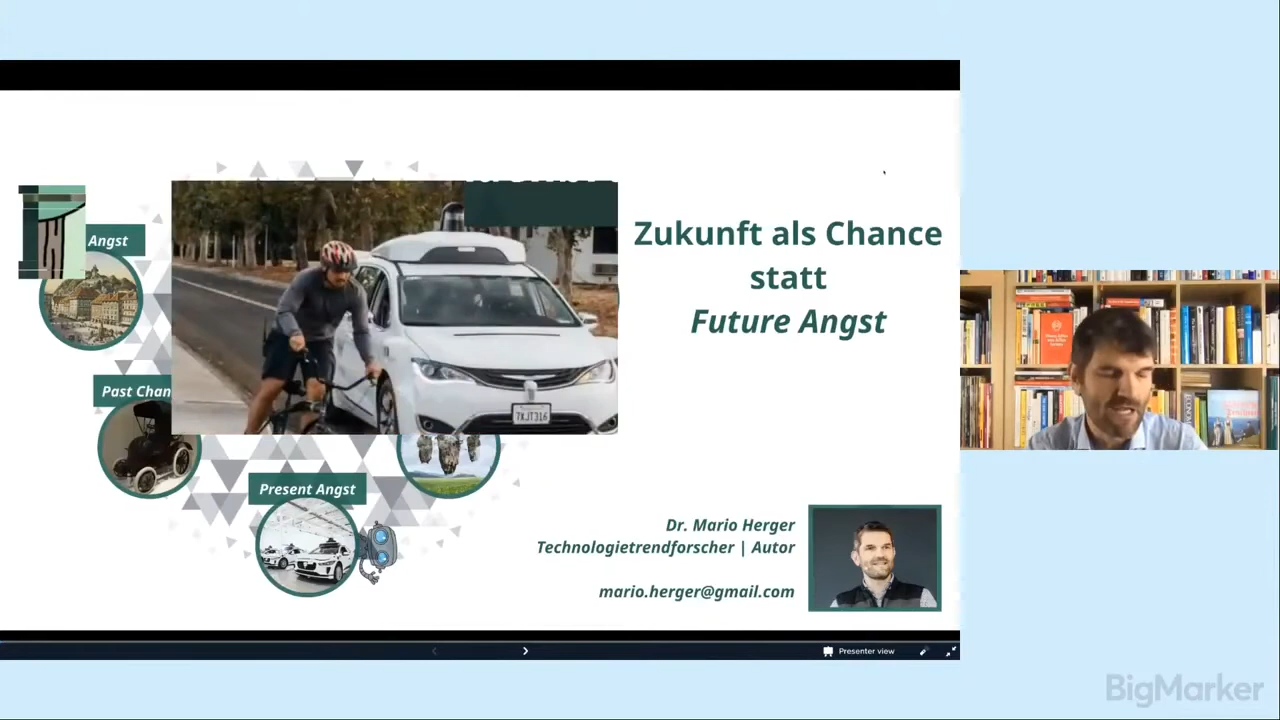 Angst
Past Chan
Present Angst
7XJT316
Zukunft als Chance
statt
Future Angst
Dr. Mario Herger
Technologietrendforscher | Autor
mario.herger@gmail.com
Presenter view
BigMarker